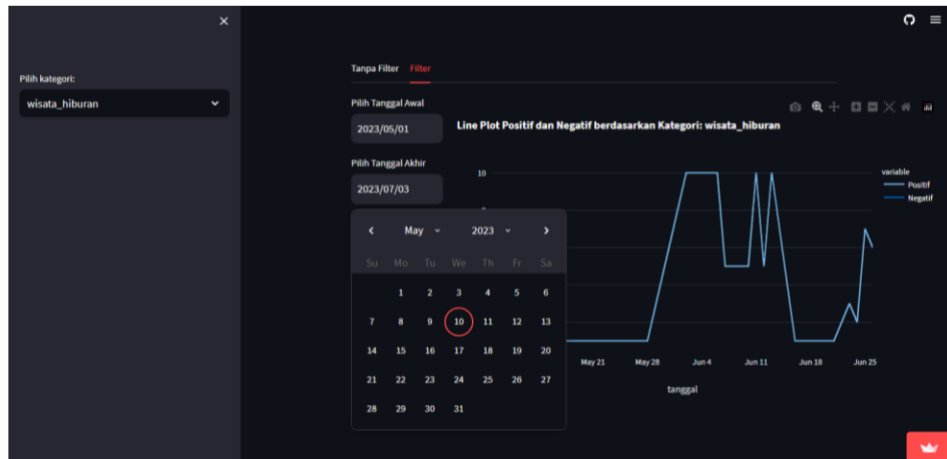 Pilih kategori:
wisata_hiburan
Tanpa Filter Filter
Pilih Tanggal Awal
2023/05/01
Pilih Tanggal Akhir
2023/07/03
May 2023
Su Mo Tu We Th Fr Sa
1 2 3 4 5 6
7 8 9 10 11 12 13
14 15 16 17 18 19 20
21 22 23 24 25 26 27
28 29 30 31
Line Plot Positif dan Negatif berdasarkan Kategori: wisata_hiburan
10
variable
Positif
Negatif
May 21 May 28 Jun 4 Jun 11 Jun 18 Jun 25
tanggal